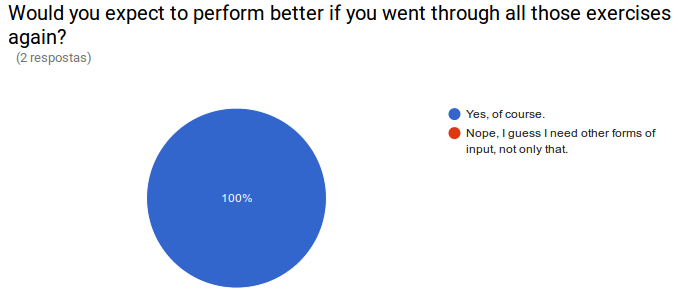 Would you expect to perform better if you went through all those exercises
again?
(2 respostas)
Yes, of course.
Nope, I guess I need other forms of
input, not only that.
100%